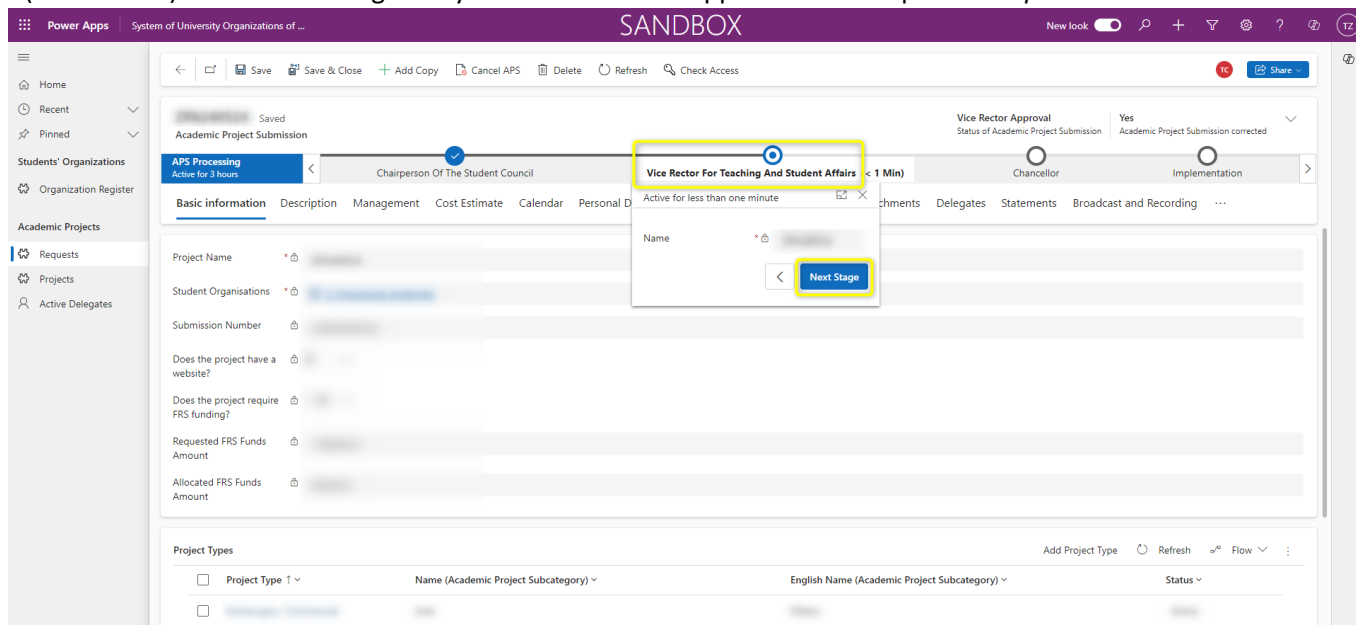 Power Apps System of University Organizations of ... SANDBOX New look TZ
Home
Recent
Pinned
Students' Organizations
Organization Register
Academic Projects
Requests
Projects
Active Delegates
Save Save & Close Add Copy Cancel APS Delete Refresh Check Access TC Share
Saved
Academic Project Submission
Vice Rector Approval
Status of Academic Project Submission
Yes
Academic Project Submission corrected
APS Processing
Active for 3 hours
Chairperson Of The Student Council
Vice Rector For Teaching And Student Affairs < 1 Min)
Chancellor
Implementation
Basic information Description Management Cost Estimate Calendar Personal D chments Delegates Statements Broadcast and Recording ...
Active for less than one minute
Name *
Next Stage
Project Name *
Student Organisations *
Submission Number
Does the project have a
website?
Does the project require
FRS funding?
Requested FRS Funds
Amount
Allocated FRS Funds
Amount
Project Types Add Project Type Refresh Flow
Project Type ↑ Name (Academic Project Subcategory) English Name (Academic Project Subcategory) Status